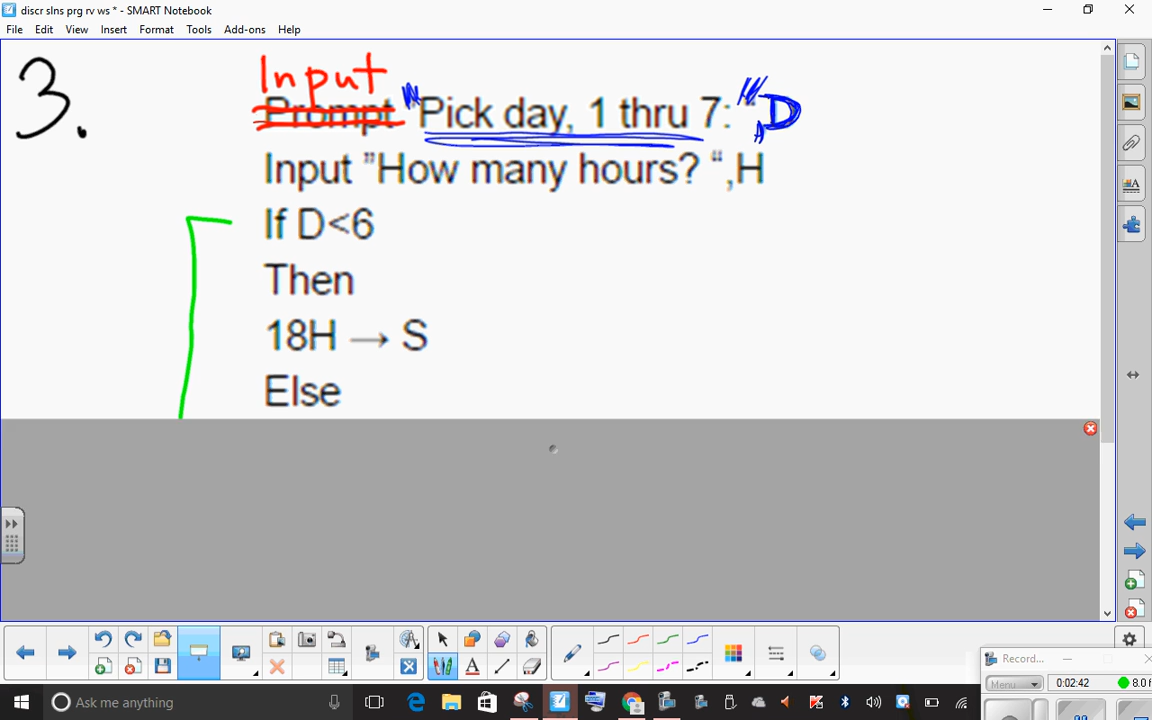 discr slns prg rv ws * - SMART Notebook
File Edit View Insert Format Tools Add-ons Help
3.
Input
Prompt "Pick day, 1 thru 7: “,D
Input ”How many hours? “,H
If D<6
Then
18H → S
Else
Record...
Menu
0:02:42 8.0 f
Ask me anything